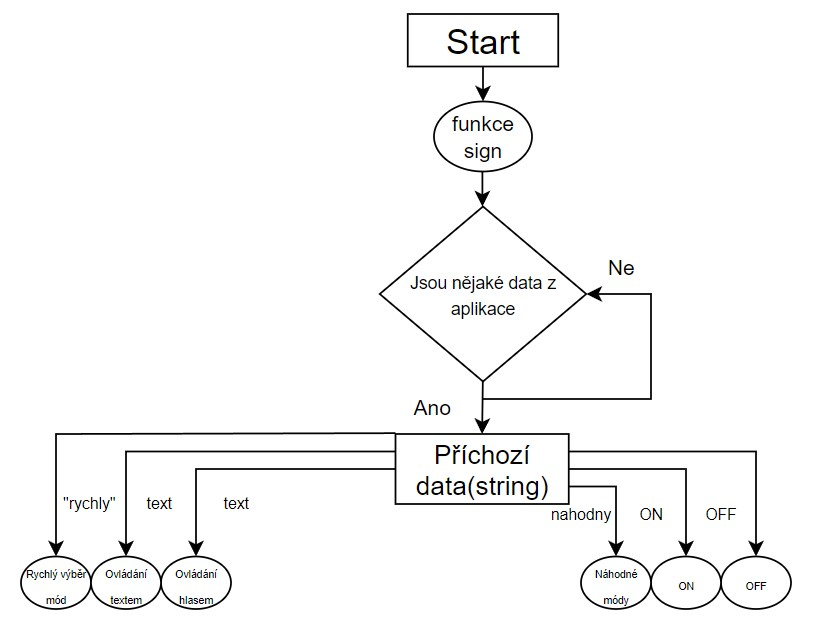 Start
funkce
sign
Jsou nějaké data z
aplikace
Ne
Ano
Příchozí
data(string)
"rychly"
text
text
nahodny
ON
OFF
Rychlý výběr
mód
Ovládání
textem
Ovládání
hlasem
Náhodné
módy
ON
OFF